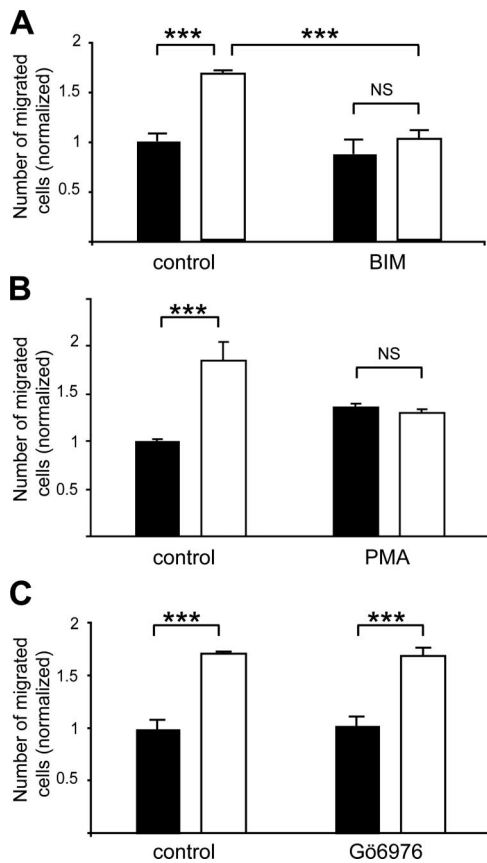 A
Number of migrated
cells (normalized)
2
1.5
1
0.5
***
***
NS
control
BIM
B
Number of migrated
cells (normalized)
2
1.5
1
0.5
***
NS
control
PMA
C
Number of migrated
cells (normalized)
2
1.5
1
0.5
***
***
control
Gö6976